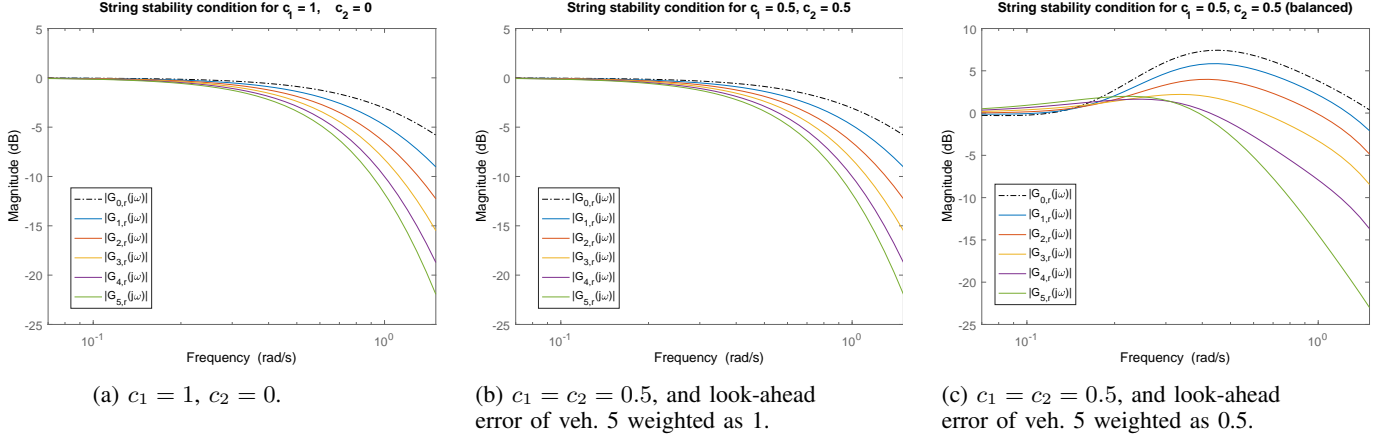 String stability condition for c₁ = 1, c₂ = 0
5
0
-5
-10
-15
-20
-25
Magnitude (dB)
|G₀,ᵣ(jω)|
|G₁,ᵣ(jω)|
|G₂,ᵣ(jω)|
|G₃,ᵣ(jω)|
|G₄,ᵣ(jω)|
|G₅,ᵣ(jω)|
10⁻¹
10⁰
Frequency (rad/s)
(a) c₁ = 1, c₂ = 0.
String stability condition for c₁ = 0.5, c₂ = 0.5
5
0
-5
-10
-15
-20
-25
Magnitude (dB)
|G₀,ᵣ(jω)|
|G₁,ᵣ(jω)|
|G₂,ᵣ(jω)|
|G₃,ᵣ(jω)|
|G₄,ᵣ(jω)|
|G₅,ᵣ(jω)|
10⁻¹
10⁰
Frequency (rad/s)
(b) c₁ = c₂ = 0.5, and look-ahead
error of veh. 5 weighted as 1.
String stability condition for c₁ = 0.5, c₂ = 0.5 (balanced)
10
5
0
-5
-10
-15
-20
-25
Magnitude (dB)
|G₀,ᵣ(jω)|
|G₁,ᵣ(jω)|
|G₂,ᵣ(jω)|
|G₃,ᵣ(jω)|
|G₄,ᵣ(jω)|
|G₅,ᵣ(jω)|
10⁻¹
10⁰
Frequency (rad/s)
(c) c₁ = c₂ = 0.5, and look-ahead
error of veh. 5 weighted as 0.5.